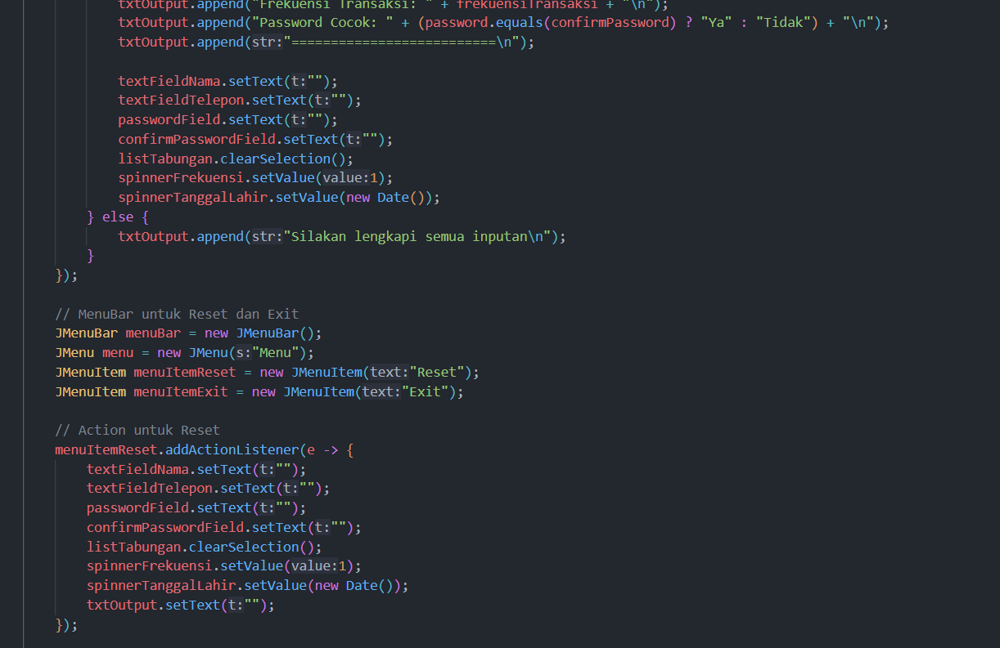 txtOutput.append("Frekuensi Transaksi: " + frekuensiTransaksi + "\n");
txtOutput.append("Password Cocok: " + (password.equals(confirmPassword) ? "Ya" : "Tidak") + "\n");
txtOutput.append(str:"==========================\n");
textFieldNama.setText(t:"");
textFieldTelepon.setText(t:"");
passwordField.setText(t:"");
confirmPasswordField.setText(t:"");
listTabungan.clearSelection();
spinnerFrekuensi.setValue(value:1);
spinnerTanggalLahir.setValue(new Date());
} else {
txtOutput.append(str:"Silakan lengkapi semua inputan\n");
}
});
// MenuBar untuk Reset dan Exit
JMenuBar menuBar = new JMenuBar();
JMenu menu = new JMenu(s:"Menu");
JMenuItem menuItemReset = new JMenuItem(text:"Reset");
JMenuItem menuItemExit = new JMenuItem(text:"Exit");
// Action untuk Reset
menuItemReset.addActionListener(e -> {
textFieldNama.setText(t:"");
textFieldTelepon.setText(t:"");
passwordField.setText(t:"");
confirmPasswordField.setText(t:"");
listTabungan.clearSelection();
spinnerFrekuensi.setValue(value:1);
spinnerTanggalLahir.setValue(new Date());
txtOutput.setText(t:"");
});